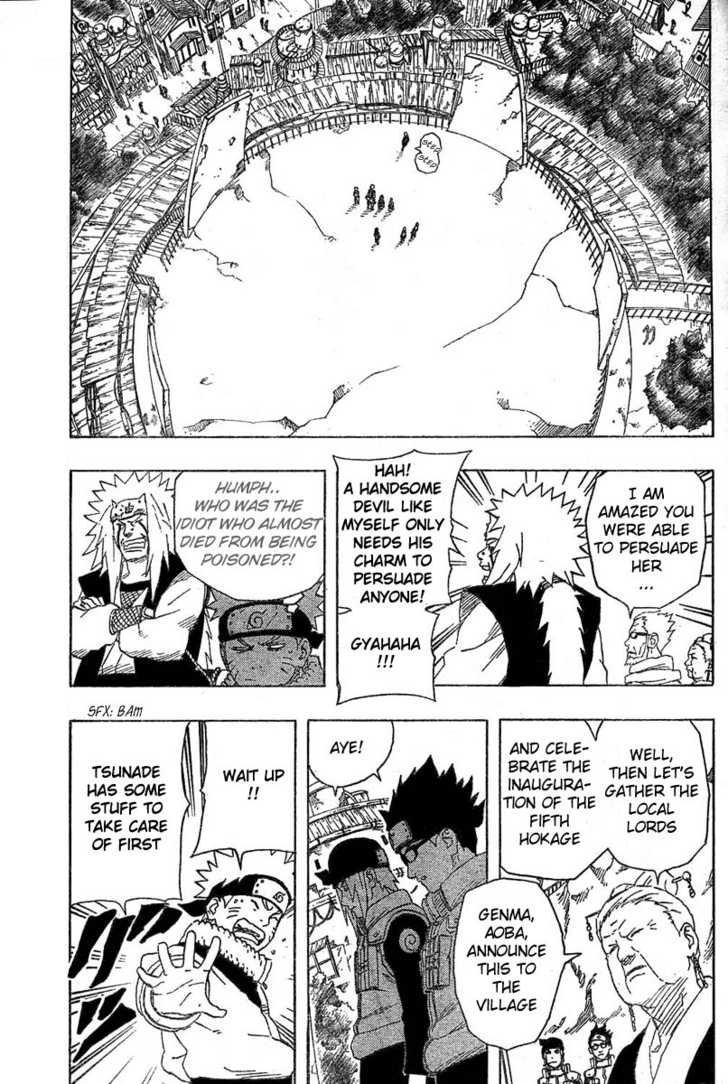 STEP
STEP
I AM
AMAZED YOU
WERE ABLE
TO PERSUADE
HER
...
HAH!
A HANDSOME
DEVIL LIKE
MYSELF ONLY
NEEDS HIS
CHARM TO
PERSUADE
ANYONE!
GYAHAHA
!!!
HUMPH..
WHO WAS THE
IDIOT WHO ALMOST
DIED FROM BEING
POISONED?!
WELL,
THEN LET'S
GATHER THE
LOCAL
LORDS
AND CELE-
BRATE THE
INAUGURA-
TION OF THE
FIFTH
HOKAGE
GENMA,
AOBA,
ANNOUNCE
THIS TO
THE
VILLAGE
AYE!
SFX: BAM
WAIT UP
!!
TSUNADE
HAS SOME
STUFF TO
TAKE CARE
OF FIRST